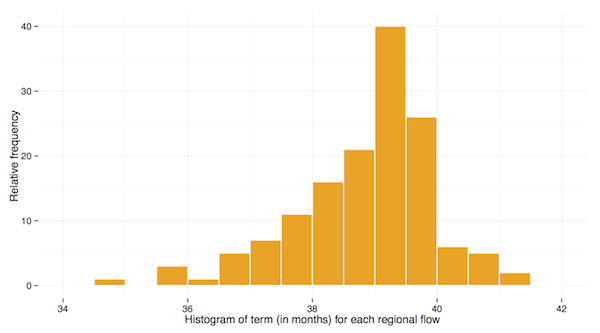 Relative frequency
40
30
20
10
0
34 36 38 40 42
Histogram of term (in months) for each regional flow